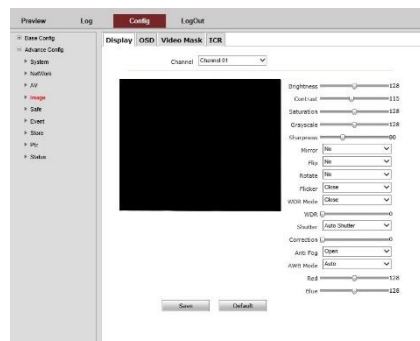 Preview Log Config LogOut
Base Config
Advance Config
System
NetWork
AV
Image
Safe
Event
Store
Ptz
Status
Display OSD Video Mask ICR
Channel Channel 01
Brightness 128
Contrast 115
Saturation 128
Grayscale 128
Sharpness 80
Mirror No
Flip No
Rotate No
Flicker Close
WDR Mode Close
WDR 0
Shutter Auto Shutter
Correction 0
Anti Fog Open
AWB Mode Auto
Red 128
Blue 128
Save Default